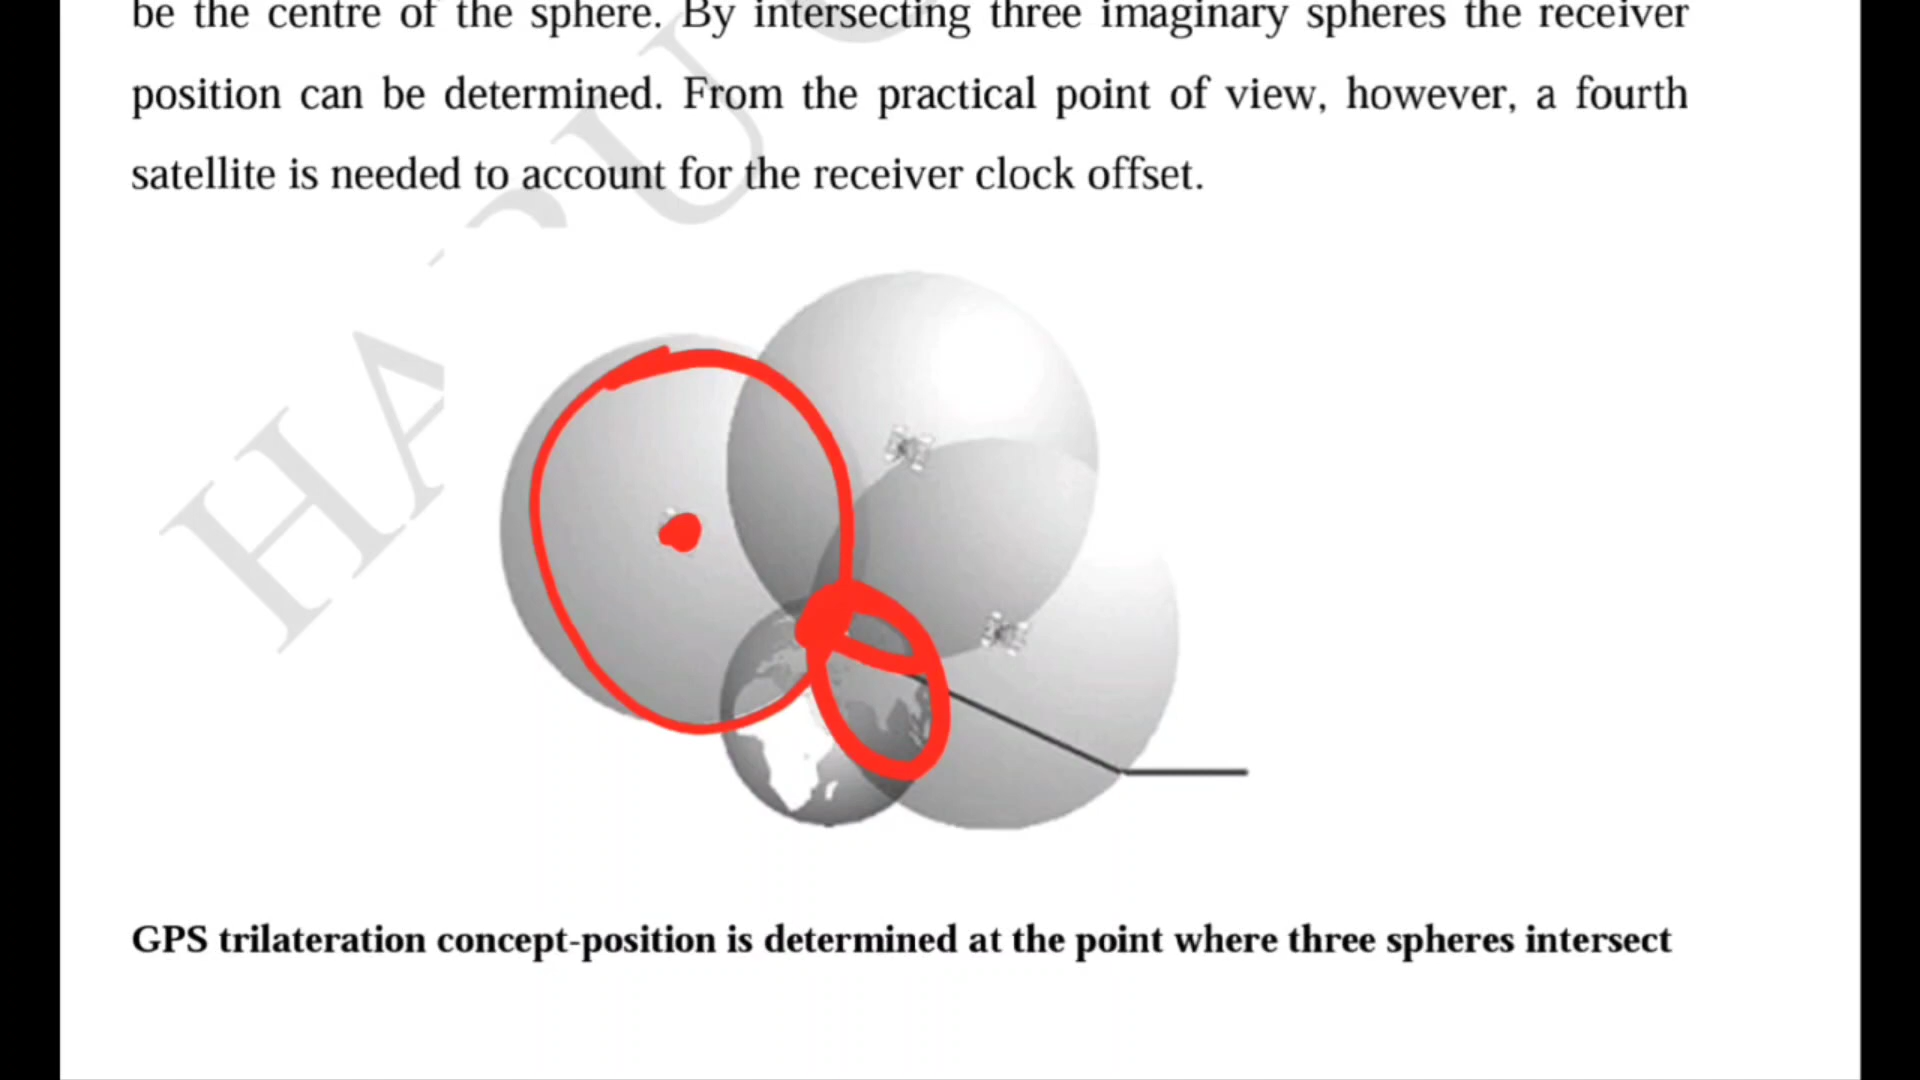 be the centre of the sphere. By intersecting three imaginary spheres the receiver
position can be determined. From the practical point of view, however, a fourth
satellite is needed to account for the receiver clock offset.
GPS trilateration concept-position is determined at the point where three spheres intersect